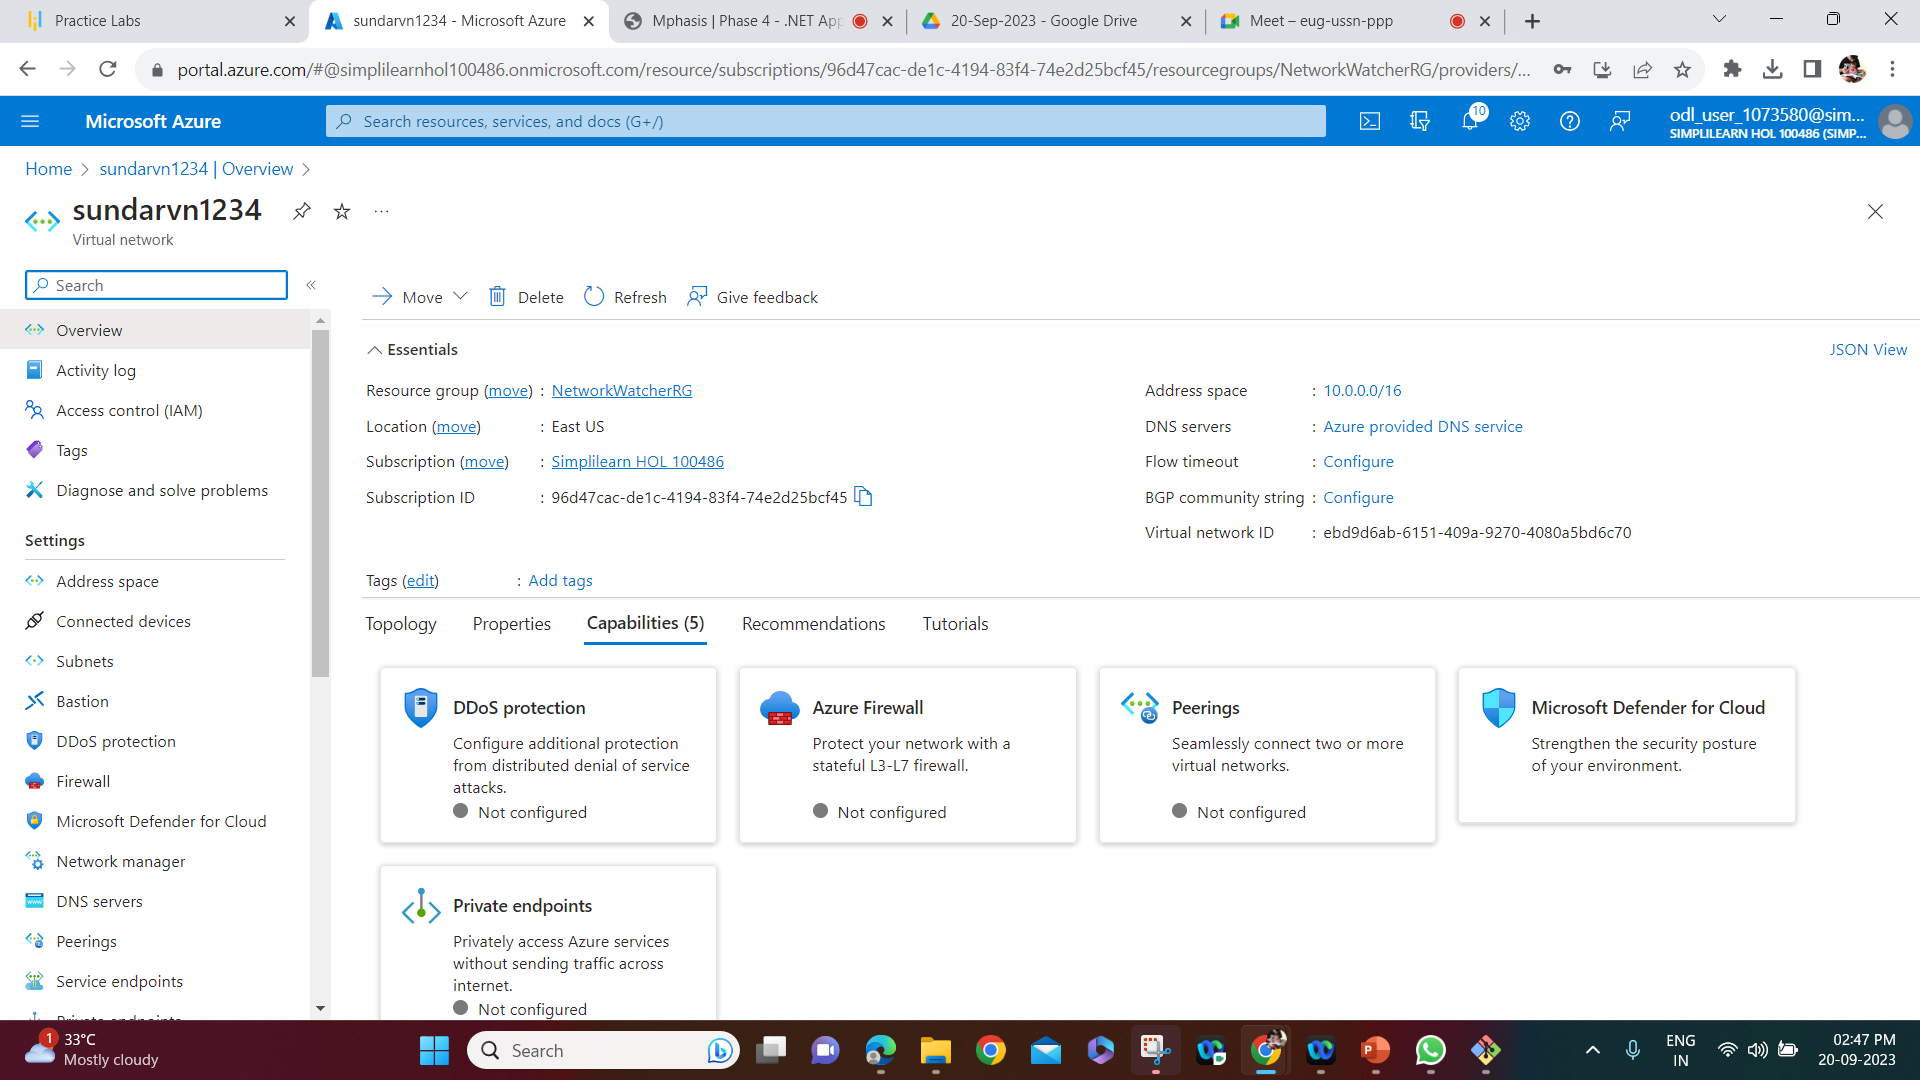 Practice Labs
sundarvn1234 - Microsoft Azure
Mphasis | Phase 4 - .NET App
20-Sep-2023 - Google Drive
Meet – eug-ussn-ppp
portal.azure.com/#@simplilearnhol100486.onmicrosoft.com/resource/subscriptions/96d47cac-de1c-4194-83f4-74e2d25bcf45/resourcegroups/NetworkWatcherRG/providers/...
Microsoft Azure
Search resources, services, and docs (G+/)
10
odl_user_1073580@sim...
SIMPLILEARN HOL 100486 (SIMP...
Home
sundarvn1234 | Overview
sundarvn1234
Virtual network
Search
Move
Delete
Refresh
Give feedback
Overview
Activity log
Access control (IAM)
Tags
Diagnose and solve problems
Settings
Address space
Connected devices
Subnets
Bastion
DDoS protection
Firewall
Microsoft Defender for Cloud
Network manager
DNS servers
Peerings
Service endpoints
Private endpoints
Essentials
JSON View
Resource group (move) : NetworkWatcherRG
Location (move) : East US
Subscription (move) : Simplilearn HOL 100486
Subscription ID : 96d47cac-de1c-4194-83f4-74e2d25bcf45
Address space : 10.0.0.0/16
DNS servers : Azure provided DNS service
Flow timeout : Configure
BGP community string : Configure
Virtual network ID : ebd9d6ab-6151-409a-9270-4080a5bd6c70
Tags (edit) : Add tags
Topology
Properties
Capabilities (5)
Recommendations
Tutorials
DDoS protection
Configure additional protection
from distributed denial of service
attacks.
Not configured
Azure Firewall
Protect your network with a
stateful L3-L7 firewall.
Not configured
Peerings
Seamlessly connect two or more
virtual networks.
Not configured
Microsoft Defender for Cloud
Strengthen the security posture
of your environment.
Private endpoints
Privately access Azure services
without sending traffic across
internet.
Not configured
1
33°C
Mostly cloudy
Search
ENG
IN
02:47 PM
20-09-2023